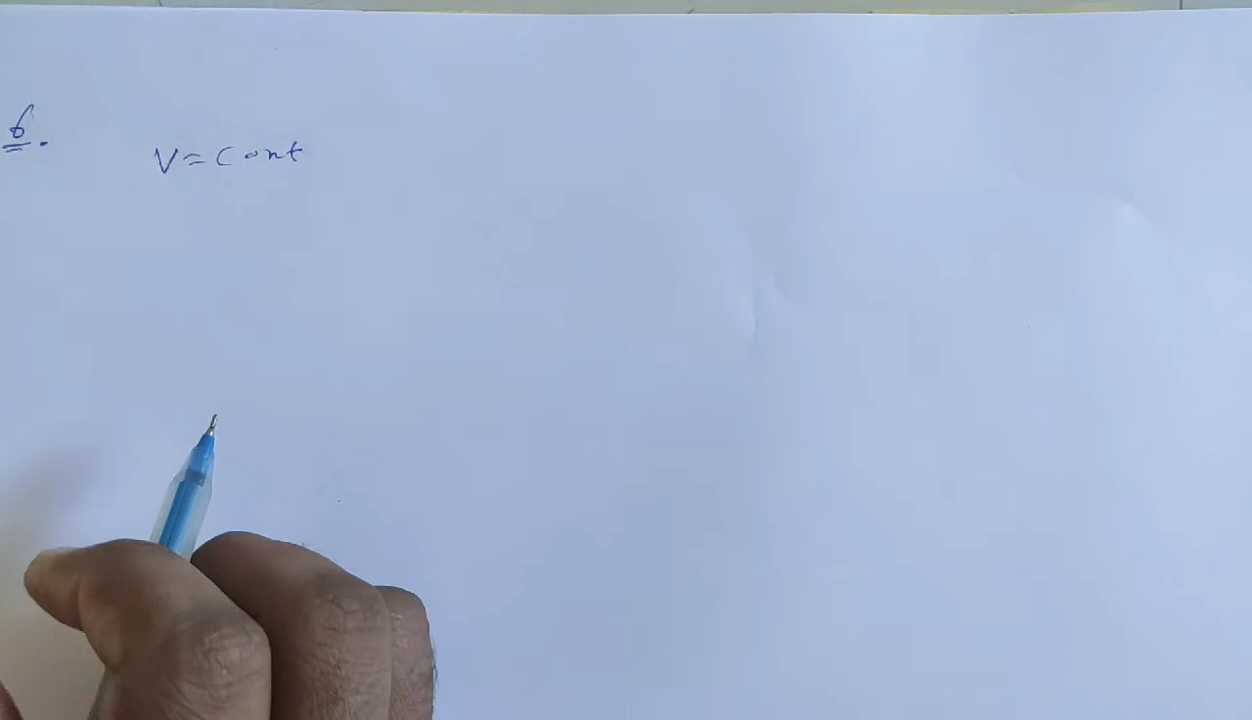 6.
V = Cont